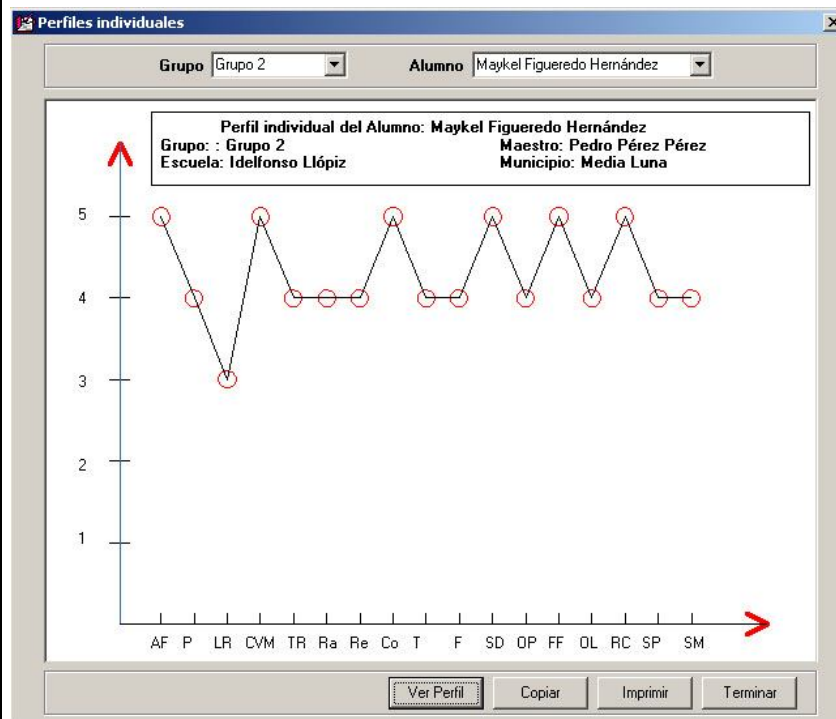 Perfiles individuales
Grupo Grupo 2 Alumno Maykel Figueredo Hernández
Perfil individual del Alumno: Maykel Figueredo Hernández
Grupo: : Grupo 2 Maestro: Pedro Pérez Pérez
Escuela: Idelfonso Llópiz Municipio: Media Luna
5
4
3
2
1
AF P LR CVM TR Ra Re Co T F SD OP FF OL RC SP SM
Ver Perfil Copiar Imprimir Terminar